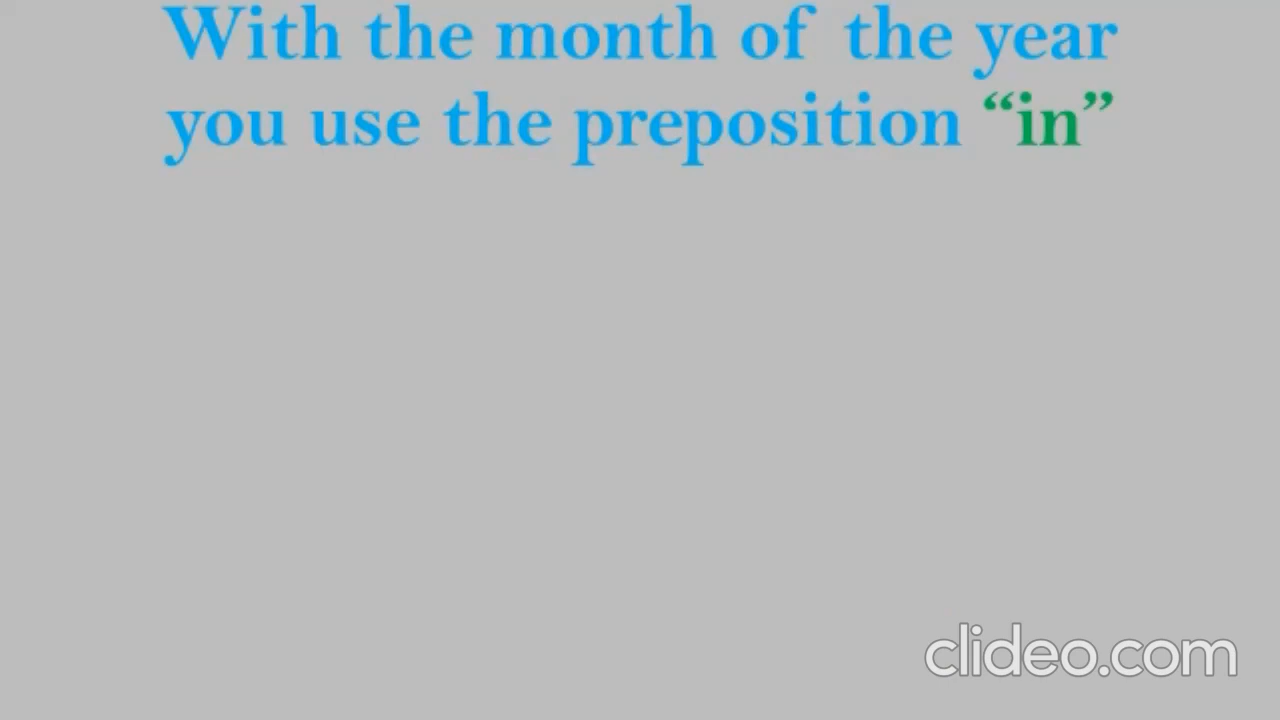 With the month of the year
you use the preposition “in”
clideo.com